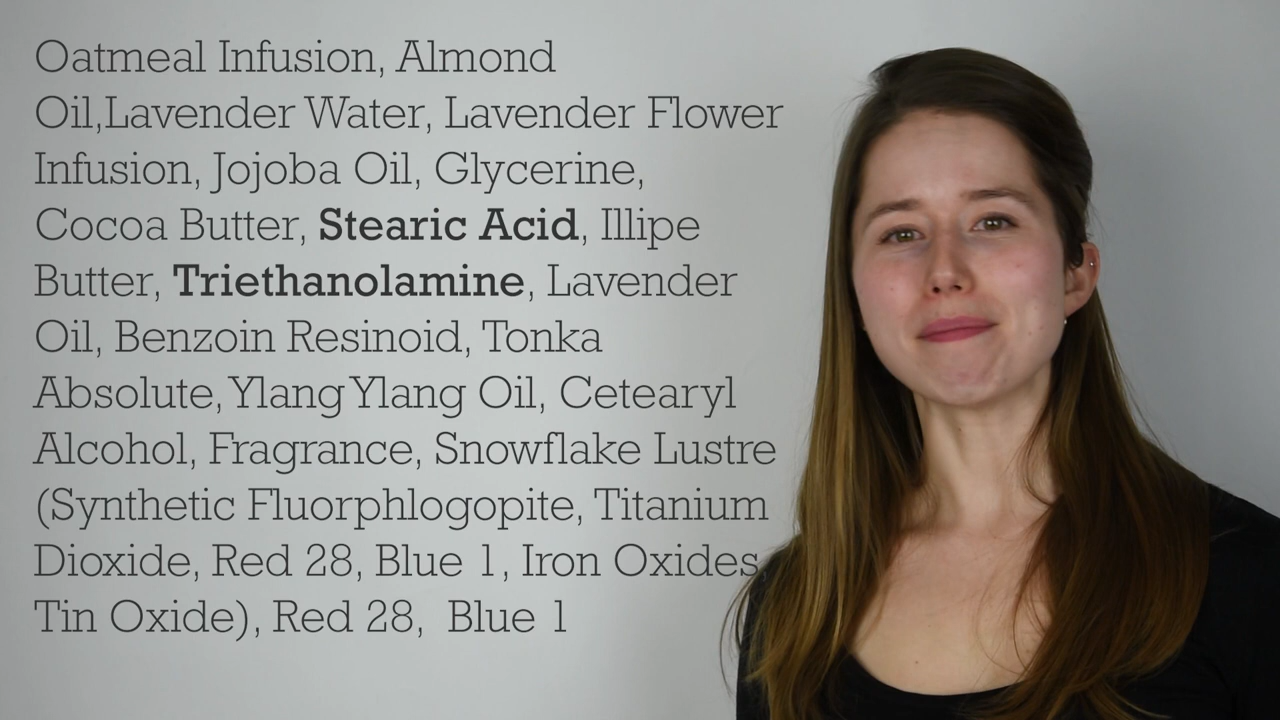 Oatmeal Infusion, Almond
Oil,Lavender Water, Lavender Flower
Infusion, Jojoba Oil, Glycerine,
Cocoa Butter, Stearic Acid, Illipe
Butter, Triethanolamine, Lavender
Oil, Benzoin Resinoid, Tonka
Absolute, Ylang Ylang Oil, Cetearyl
Alcohol, Fragrance, Snowflake Lustre
(Synthetic Fluorphlogopite, Titanium
Dioxide, Red 28, Blue 1, Iron Oxides
Tin Oxide), Red 28, Blue 1